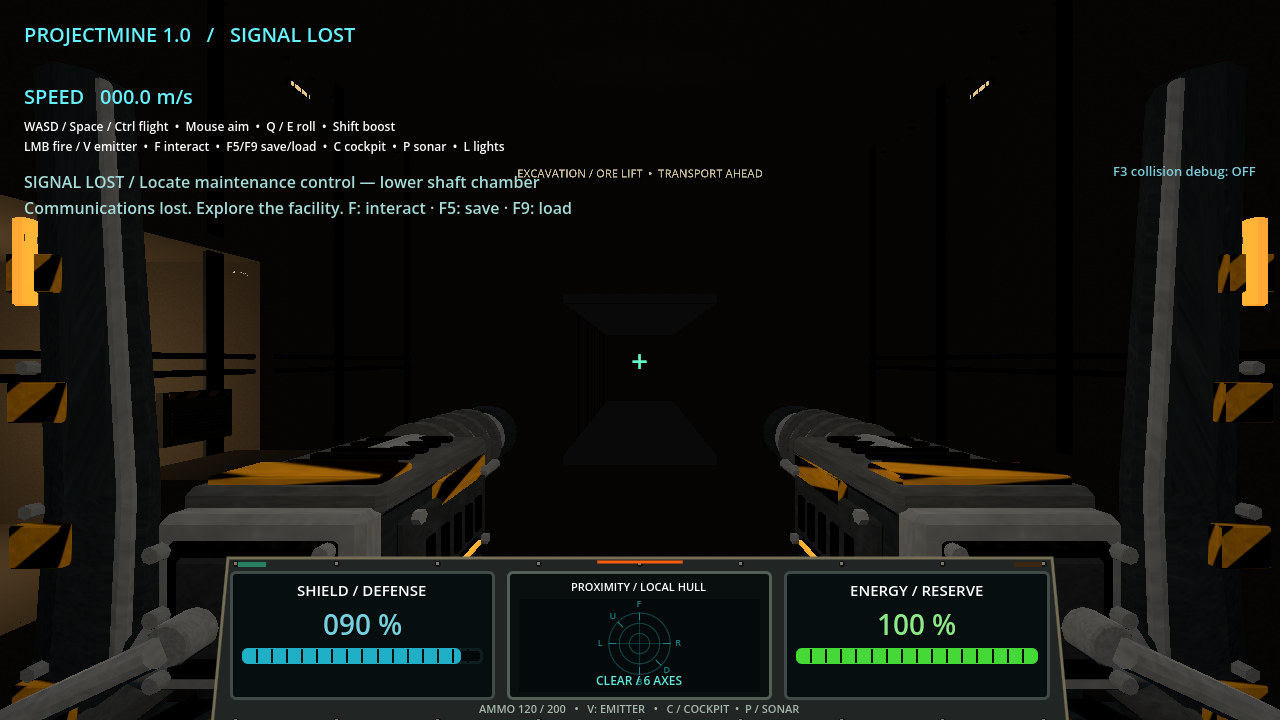 PROJECTMINE 1.0 / SIGNAL LOST
SPEED 000.0 m/s
WASD / Space / Ctrl flight • Mouse aim • Q / E roll • Shift boost
LMB fire / V emitter • F interact • F5/F9 save/load • C cockpit • P sonar • L lights
EXCAVATION / ORE LIFT • TRANSPORT AHEAD
F3 collision debug: OFF
SIGNAL LOST / Locate maintenance control — lower shaft chamber
Communications lost. Explore the facility. F: interact · F5: save · F9: load
SHIELD / DEFENSE
090 %
PROXIMITY / LOCAL HULL
F
U
L
R
D
CLEAR / 6 AXES
ENERGY / RESERVE
100 %
AMMO 120 / 200 • V: EMITTER • C / COCKPIT • P / SONAR